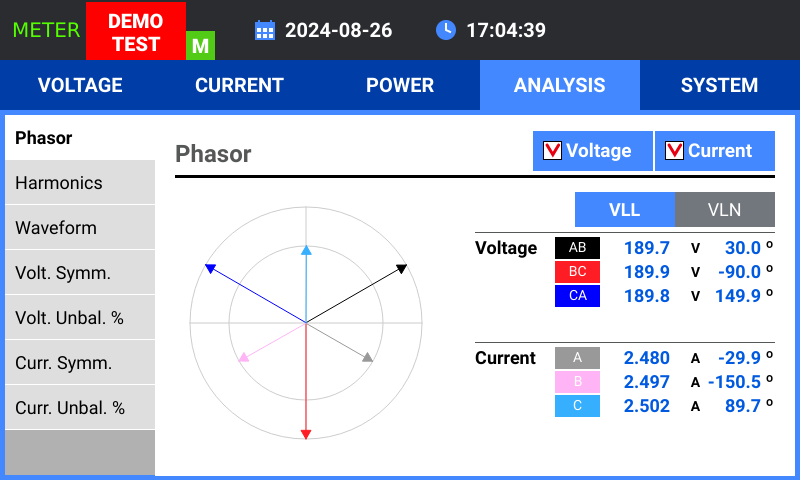 METER
DEMO
TEST
M
2024-08-26
17:04:39
VOLTAGE CURRENT POWER ANALYSIS SYSTEM
Phasor
Harmonics
Waveform
Volt. Symm.
Volt. Unbal. %
Curr. Symm.
Curr. Unbal. %
Phasor
Voltage Current
VLL VLN
Voltage AB 189.7 V 30.0 º
BC 189.9 V -90.0 º
CA 189.8 V 149.9 º
Current A 2.480 A -29.9 º
B 2.497 A -150.5 º
C 2.502 A 89.7 º